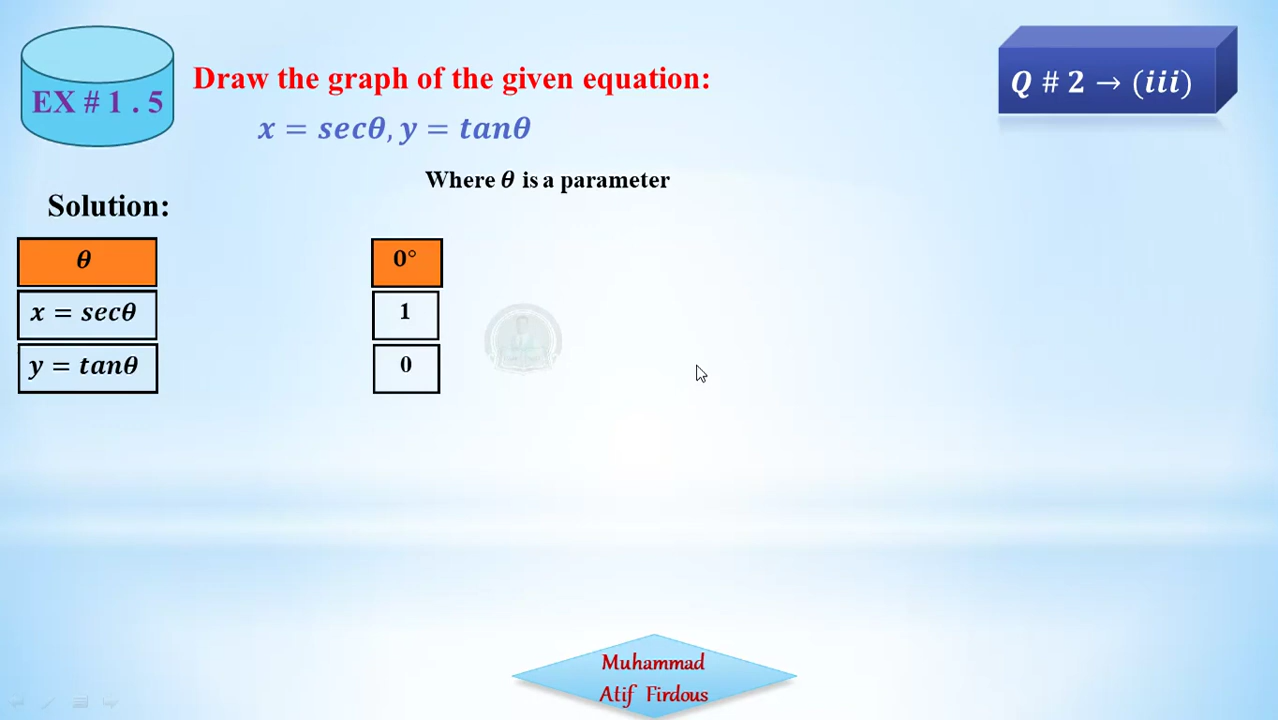 EX # 1 . 5
Draw the graph of the given equation:
Q # 2 → (iii)
x = secθ, y = tanθ
Where θ is a parameter
Solution:
θ 0°
x = secθ 1
y = tanθ 0
Muhammad
Atif Firdous